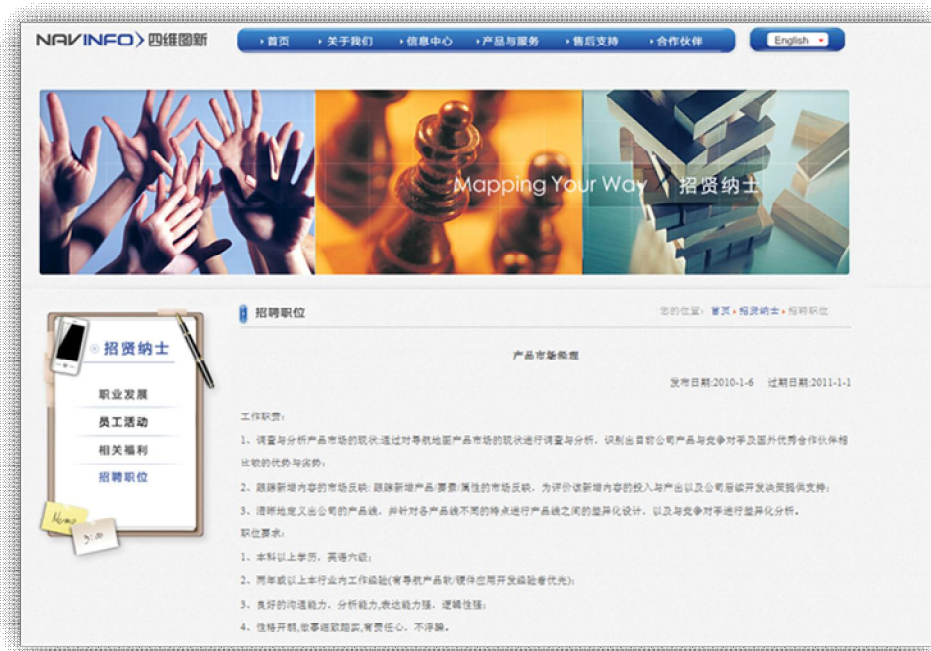 NAVINFO 四维图新
首页 关于我们 信息中心 产品与服务 售后支持 合作伙伴 English
Mapping Your Way 招贤纳士
招贤纳士
职业发展
员工活动
相关福利
招聘职位
Memo
9:00
招聘职位
您的位置: 首页 招贤纳士 招聘职位
产品市场经理
发布日期:2010-1-6 过期日期:2011-1-1
工作职责:
1、调查与分析产品市场的现状:通过对导航地图产品市场的现状进行调查与分析，识别出目前公司产品与竞争对手及国外优秀合作伙伴相
比较的优势与劣势;
2、跟踪新增内容的市场反映: 跟踪新增产品/要素/属性的市场反映，为评价该新增内容的投入与产出以及公司后续开发决策提供支持;
3、清晰地定义出公司的产品线，并针对各产品线不同的特点进行产品线之间的差异化设计，以及与竞争对手进行差异化分析。
职位要求:
1、本科以上学历，英语六级;
2、两年或以上本行业内工作经验(有导航产品软/硬件应用开发经验者优先);
3、良好的沟通能力、分析能力,表达能力强，逻辑性强;
4、性格开朗,做事细致踏实,有责任心，不浮躁。